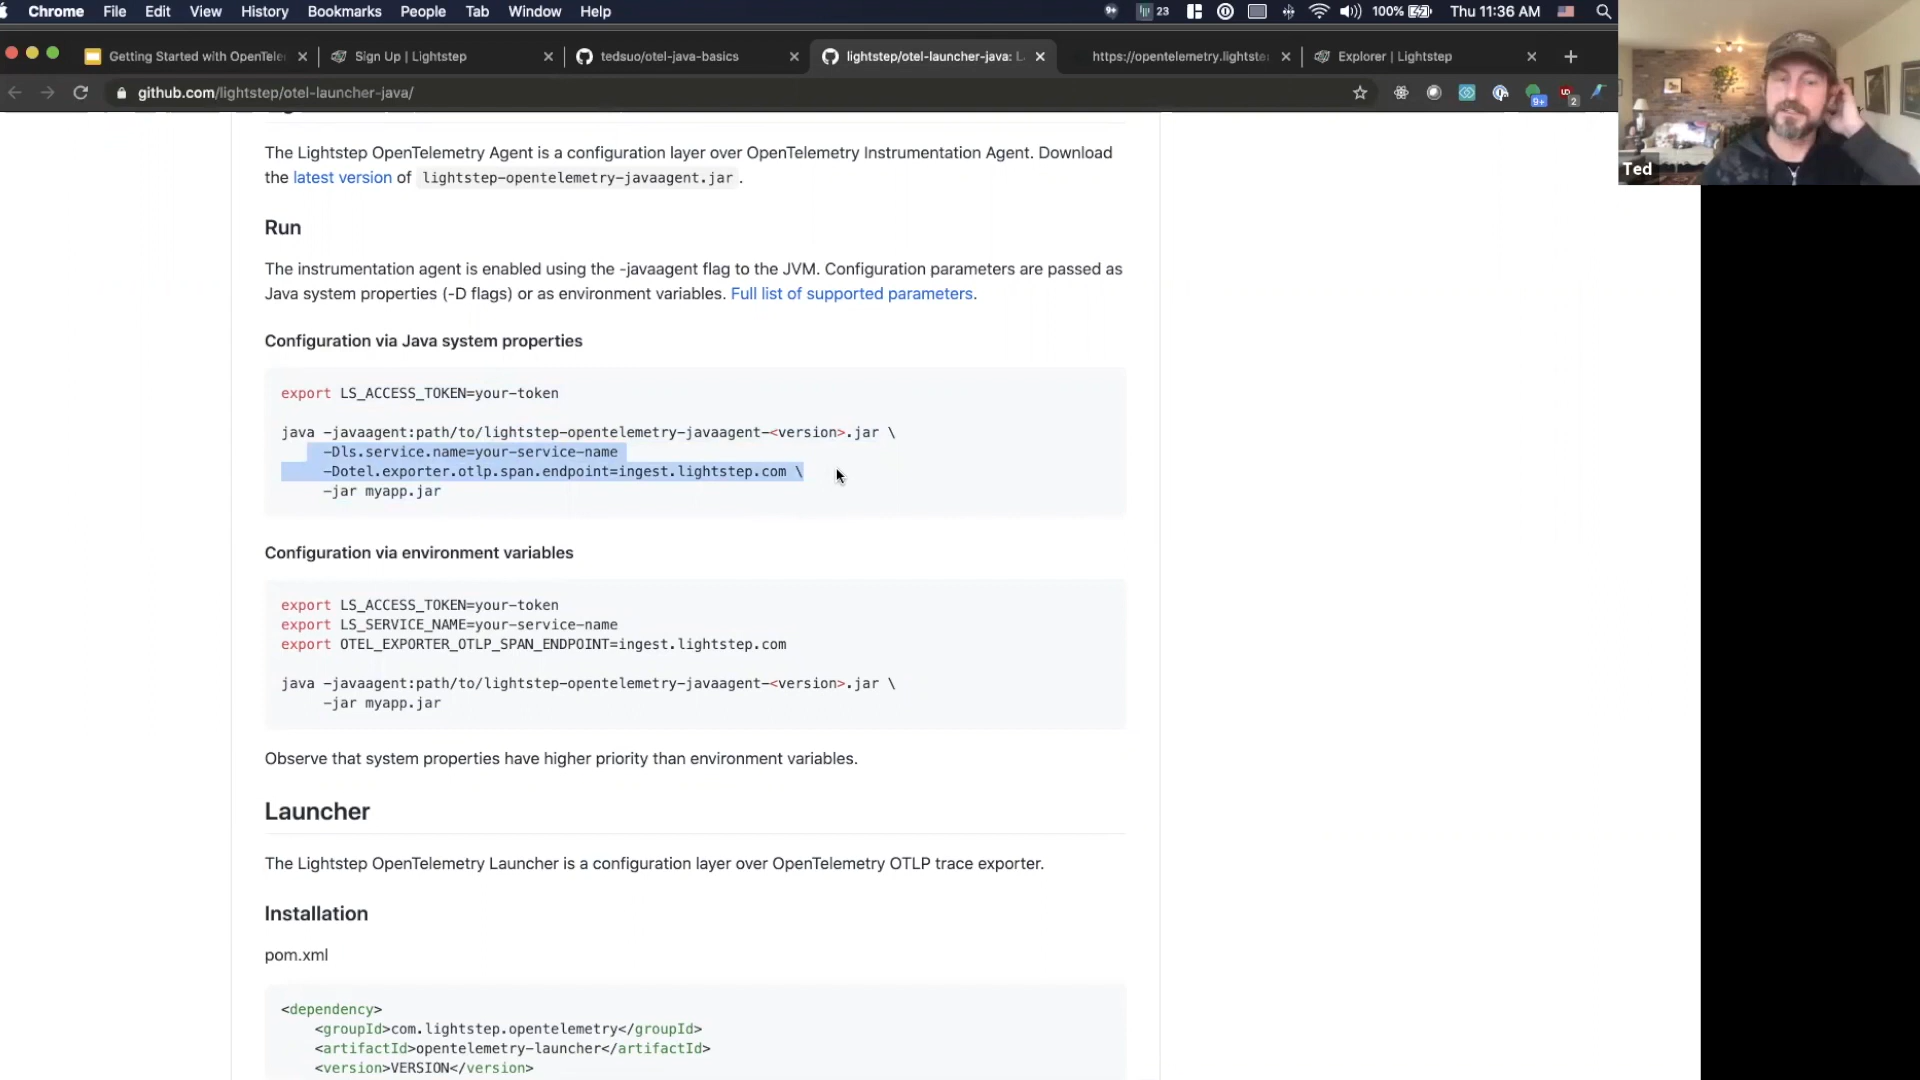 Chrome File Edit View History Bookmarks People Tab Window Help 9+ 23 100% Thu 11:36 AM
Getting Started with OpenTele
Sign Up | Lightstep
tedsuo/otel-java-basics
lightstep/otel-launcher-java: L
https://opentelemetry.lightste
Explorer | Lightstep
github.com/lightstep/otel-launcher-java/
9+
2
Ted
The Lightstep OpenTelemetry Agent is a configuration layer over OpenTelemetry Instrumentation Agent. Download
the latest version of lightstep-opentelemetry-javaagent.jar .
Run
The instrumentation agent is enabled using the -javaagent flag to the JVM. Configuration parameters are passed as
Java system properties (-D flags) or as environment variables. Full list of supported parameters.
Configuration via Java system properties
export LS_ACCESS_TOKEN=your-token
java -javaagent:path/to/lightstep-opentelemetry-javaagent-<version>.jar \
-Dls.service.name=your-service-name
-Dotel.exporter.otlp.span.endpoint=ingest.lightstep.com \
-jar myapp.jar
Configuration via environment variables
export LS_ACCESS_TOKEN=your-token
export LS_SERVICE_NAME=your-service-name
export OTEL_EXPORTER_OTLP_SPAN_ENDPOINT=ingest.lightstep.com
java -javaagent:path/to/lightstep-opentelemetry-javaagent-<version>.jar \
-jar myapp.jar
Observe that system properties have higher priority than environment variables.
Launcher
The Lightstep OpenTelemetry Launcher is a configuration layer over OpenTelemetry OTLP trace exporter.
Installation
pom.xml
<dependency>
<groupId>com.lightstep.opentelemetry</groupId>
<artifactId>opentelemetry-launcher</artifactId>
<version>VERSION</version>